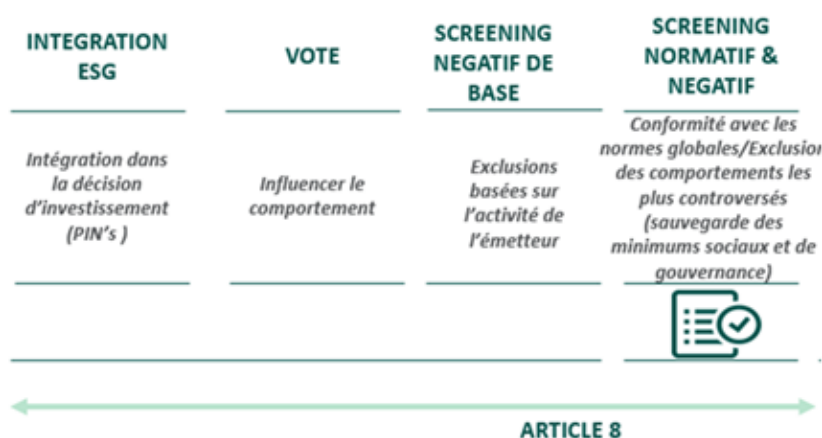 INTEGRATION
ESG
Intégration dans
la décision
d'investissement
(PIN's )
VOTE
Influencer le
comportement
SCREENING
NEGATIF DE
BASE
Exclusions
basées sur
l'activité de
l'émetteur
SCREENING
NORMATIF &
NEGATIF
Conformité avec les
normes globales/Exclusion
des comportements les
plus controversés
(sauvegarde des
minimums sociaux et de
gouvernance)
ARTICLE 8